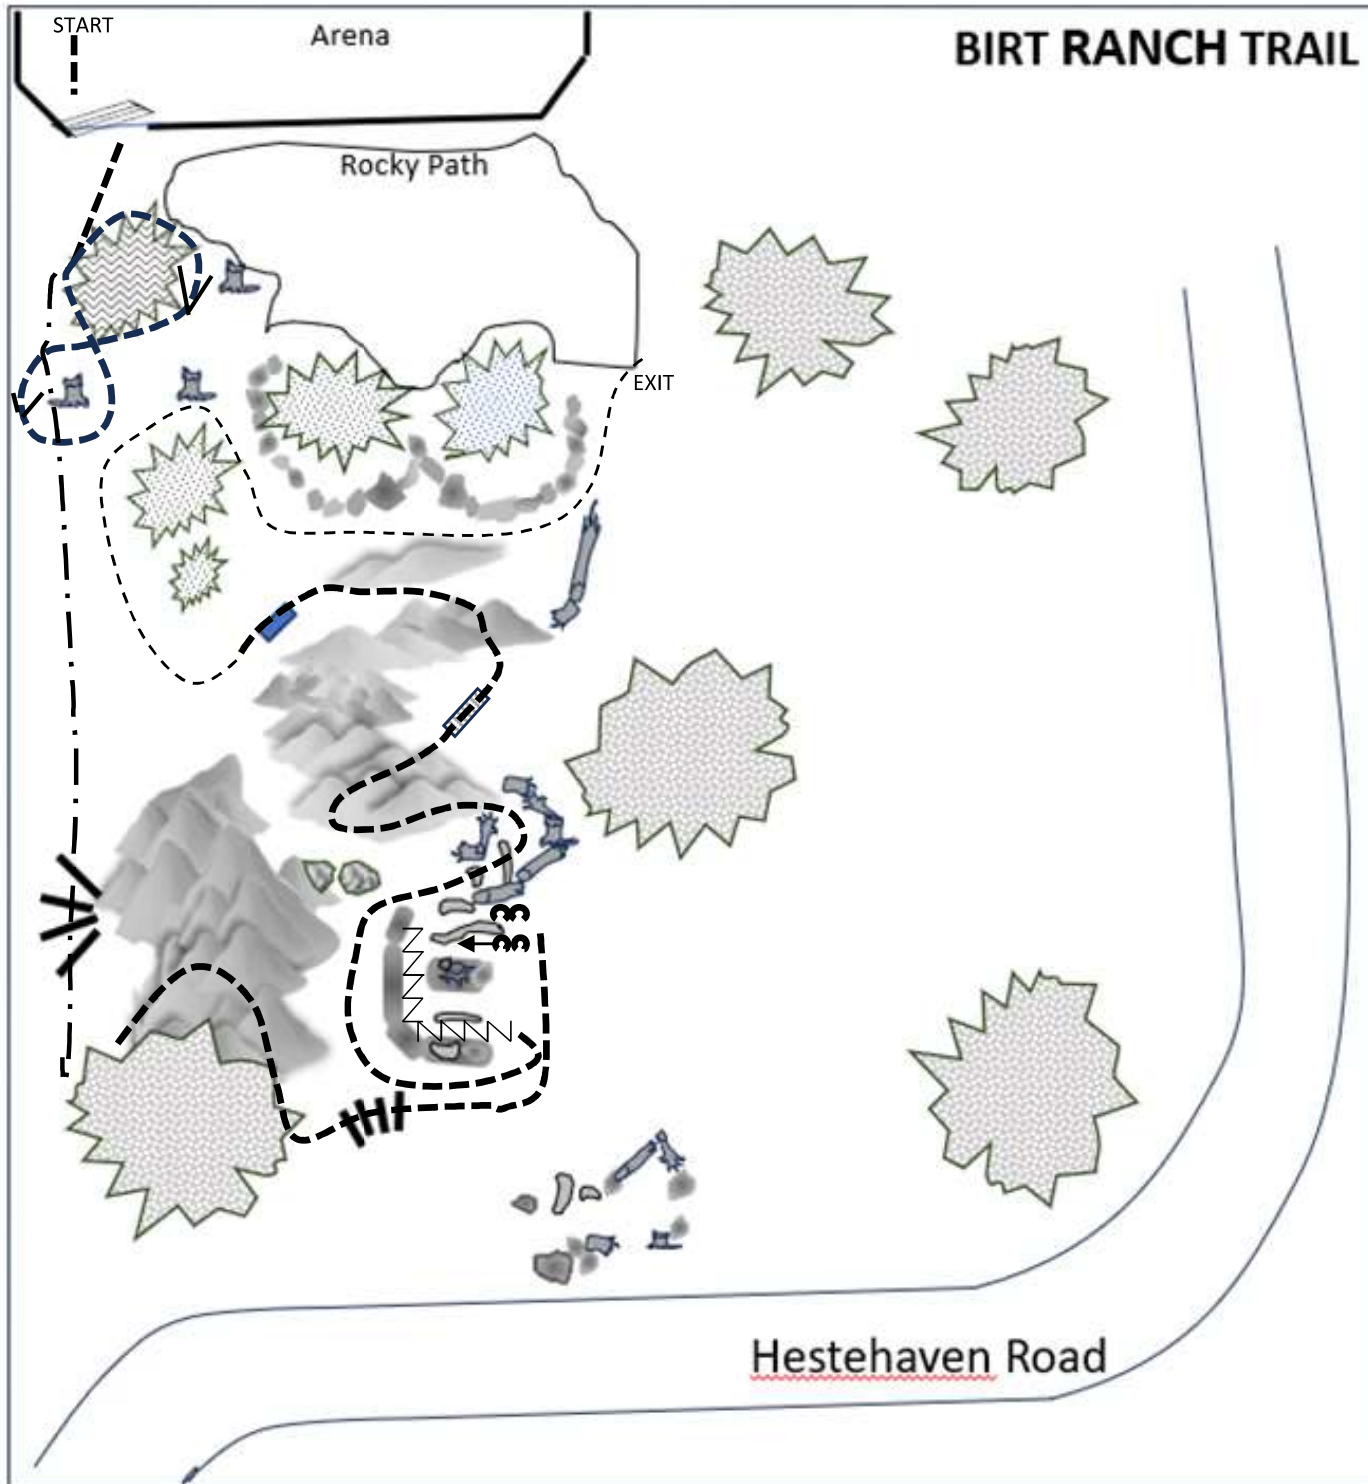 START
Arena
BIRT RANCH TRAIL
Rocky Path
EXIT
Hestehaven Road